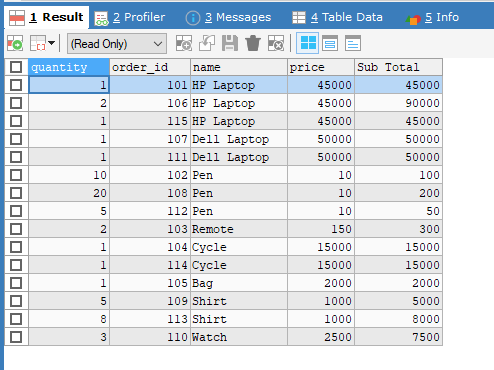 1 Result 2 Profiler 3 Messages 4 Table Data 5 Info
(Read Only)
quantity order_id name price Sub Total
1 101 HP Laptop 45000 45000
2 106 HP Laptop 45000 90000
1 115 HP Laptop 45000 45000
1 107 Dell Laptop 50000 50000
1 111 Dell Laptop 50000 50000
10 102 Pen 10 100
20 108 Pen 10 200
5 112 Pen 10 50
2 103 Remote 150 300
1 104 Cycle 15000 15000
1 114 Cycle 15000 15000
1 105 Bag 2000 2000
5 109 Shirt 1000 5000
8 113 Shirt 1000 8000
3 110 Watch 2500 7500